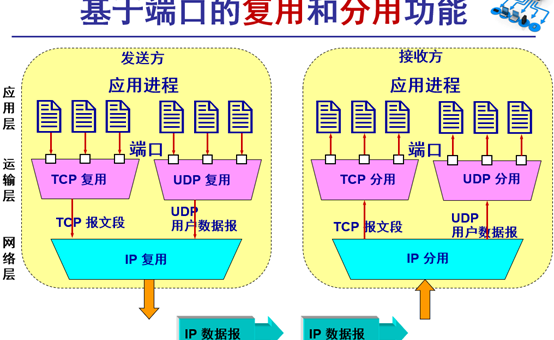 基于端口的复用和分用功能
发送方
接收方
应用进程
应用进程
应用层
端口
端口
运输层
TCP 复用
UDP 复用
TCP 分用
UDP 分用
TCP 报文段
UDP
用户数据报
TCP 报文段
UDP
用户数据报
网络层
IP 复用
IP 分用
IP 数据报
IP 数据报